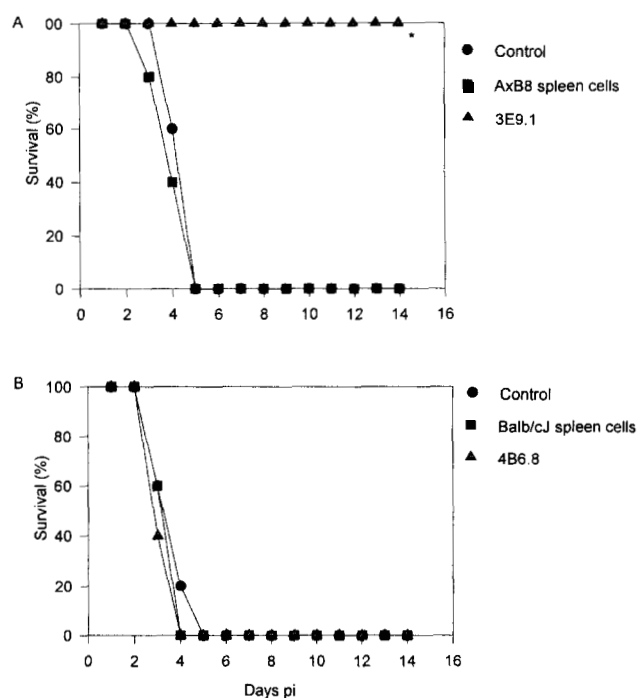 A
00
80
60
40
20
0
Survival (%)
0 2 4 6 8 10 12 14 16
*
Control
AxB8 spleen cells
3E9.1
B
100
80
60
40
20
0
Survival (%)
0 2 4 6 8 10 12 14 16
Days pi
Control
Balb/cJ spleen cells
4B6.8